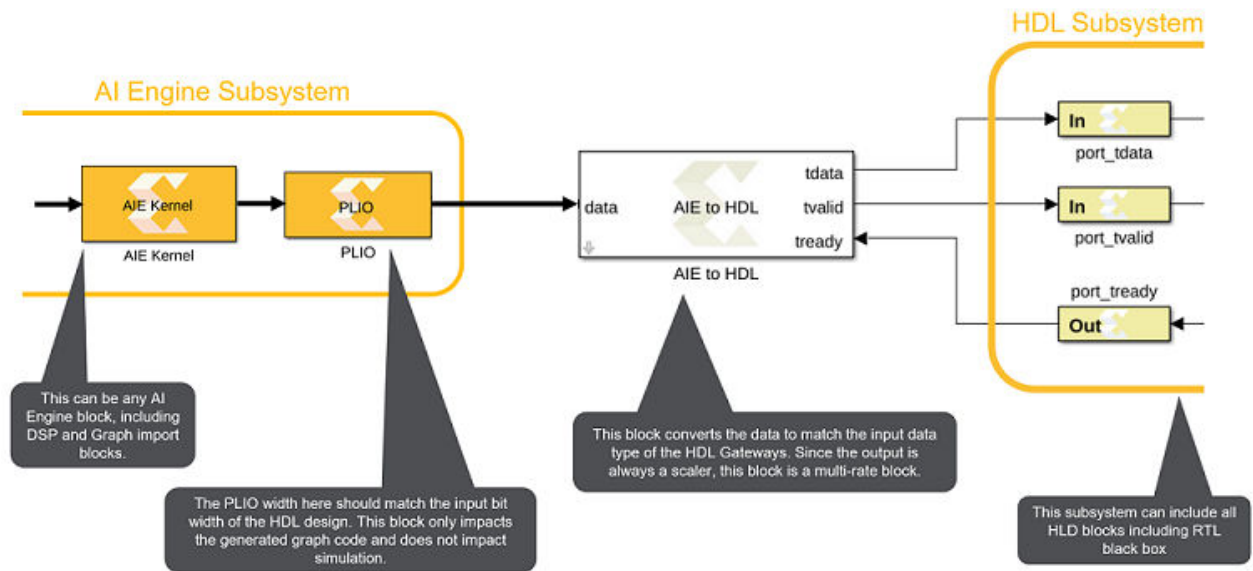 HDL Subsystem
AI Engine Subsystem
In
port_tdata
AIE Kernel
AIE Kernel
PLIO
PLIO
data
AIE to HDL
tdata
tvalid
tready
AIE to HDL
In
port_tvalid
port_tready
Out
This can be any AI
Engine block, including
DSP and Graph import
blocks.
The PLIO width here should match the input bit
width of the HDL design. This block only impacts
the generated graph code and does not impact
simulation.
This block converts the data to match the input data
type of the HDL Gateways. Since the output is
always a scaler, this block is a multi-rate block.
This subsystem can include all
HLD blocks including RTL
black box